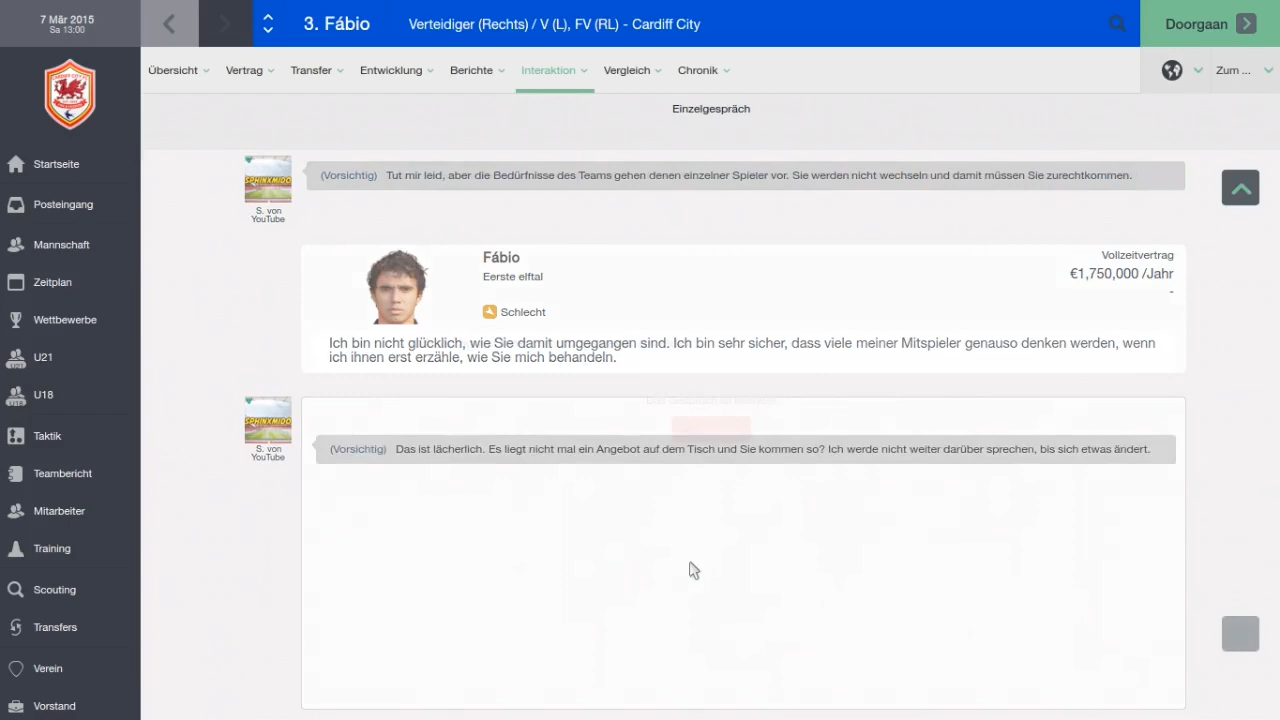 7 Mär 2015
Sa 13:00
3. Fábio
Verteidiger (Rechts) / V (L), FV (RL) - Cardiff City
Doorgaan
Übersicht
Vertrag
Transfer
Entwicklung
Berichte
Interaktion
Vergleich
Chronik
Zum ...
Einzelgespräch
Startseite
Posteingang
Mannschaft
Zeitplan
Wettbewerbe
U21
U18
Taktik
Teambericht
Mitarbeiter
Training
Scouting
Transfers
Verein
Vorstand
SPHINXMIDO
S. von
YouTube
(Vorsichtig) Tut mir leid, aber die Bedürfnisse des Teams gehen denen einzelner Spieler vor. Sie werden nicht wechseln und damit müssen Sie zurechtkommen.
Fábio
Eerste elftal
Schlecht
Vollzeitvertrag
€1,750,000 /Jahr
-
Ich bin nicht glücklich, wie Sie damit umgegangen sind. Ich bin sehr sicher, dass viele meiner Mitspieler genauso denken werden, wenn
ich ihnen erst erzähle, wie Sie mich behandeln.
SPHINXMIDO
S. von
YouTube
(Vorsichtig) Das ist lächerlich. Es liegt nicht mal ein Angebot auf dem Tisch und Sie kommen so? Ich werde nicht weiter darüber sprechen, bis sich etwas ändert.